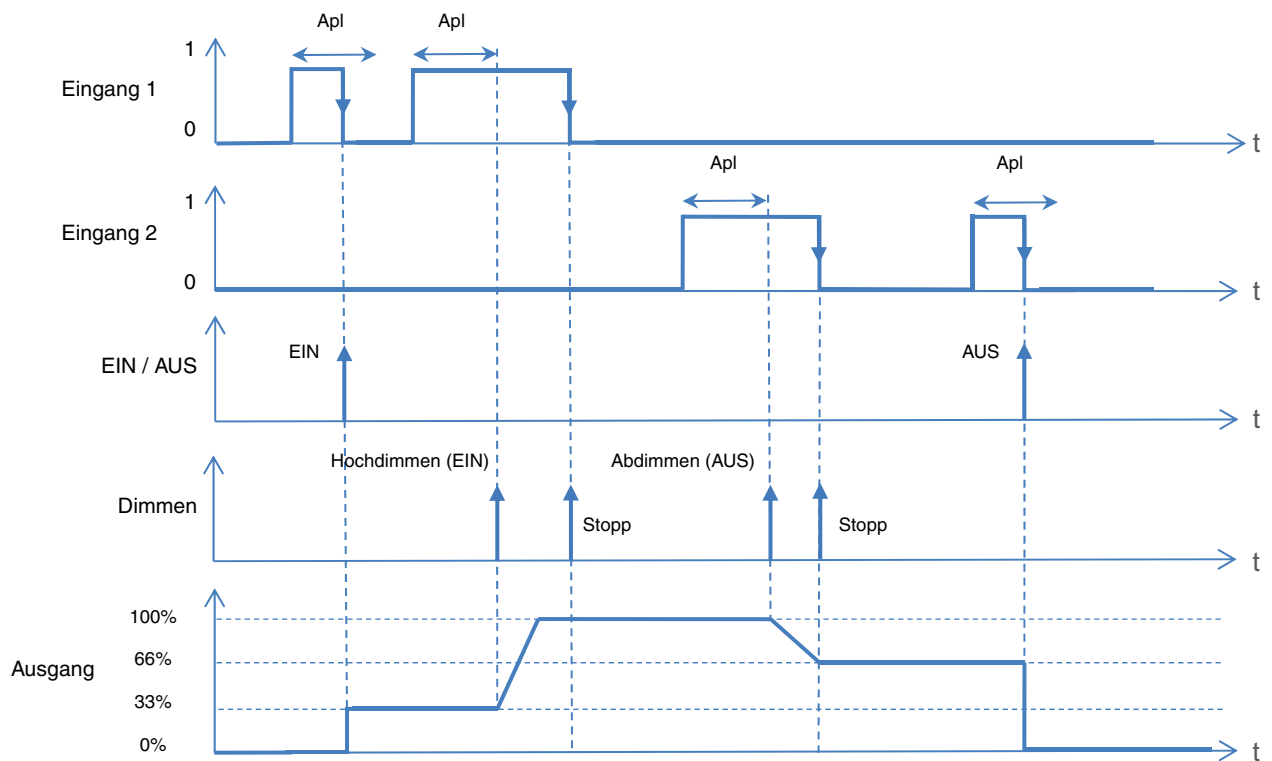 Apl Apl
1
Eingang 1
0
t
Apl Apl
1
Eingang 2
0
t
EIN AUS
EIN / AUS
t
Hochdimmen (EIN) Abdimmen (AUS)
Dimmen
Stopp Stopp
t
100%
66%
Ausgang
33%
0%
t